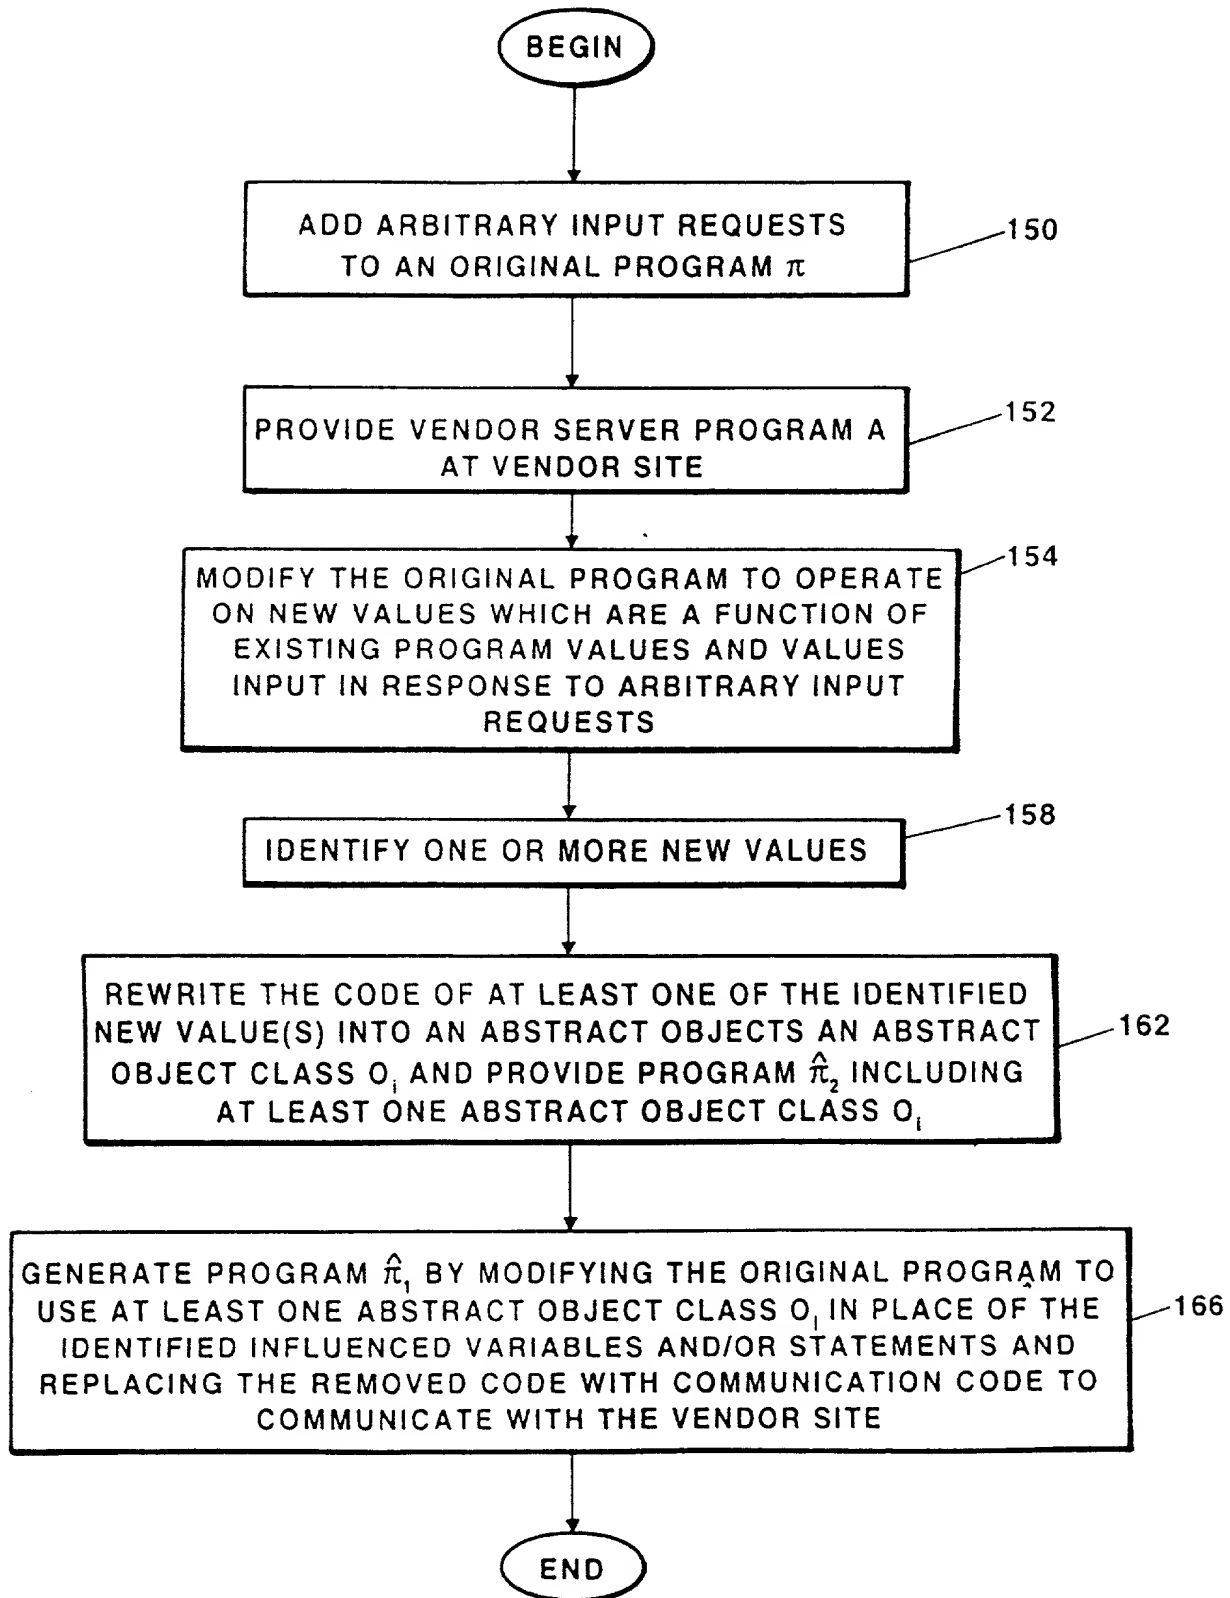 BEGIN
ADD ARBITRARY INPUT REQUESTS
TO AN ORIGINAL PROGRAM π
150
PROVIDE VENDOR SERVER PROGRAM A
AT VENDOR SITE
152
MODIFY THE ORIGINAL PROGRAM TO OPERATE
ON NEW VALUES WHICH ARE A FUNCTION OF
EXISTING PROGRAM VALUES AND VALUES
INPUT IN RESPONSE TO ARBITRARY INPUT
REQUESTS
154
IDENTIFY ONE OR MORE NEW VALUES
158
REWRITE THE CODE OF AT LEAST ONE OF THE IDENTIFIED
NEW VALUE(S) INTO AN ABSTRACT OBJECTS AN ABSTRACT
OBJECT CLASS Oᵢ AND PROVIDE PROGRAM π̂₂ INCLUDING
AT LEAST ONE ABSTRACT OBJECT CLASS Oᵢ
162
GENERATE PROGRAM π̂₁ BY MODIFYING THE ORIGINAL PROGRAM TO
USE AT LEAST ONE ABSTRACT OBJECT CLASS Oᵢ IN PLACE OF THE
IDENTIFIED INFLUENCED VARIABLES AND/OR STATEMENTS AND
REPLACING THE REMOVED CODE WITH COMMUNICATION CODE TO
COMMUNICATE WITH THE VENDOR SITE
166
END